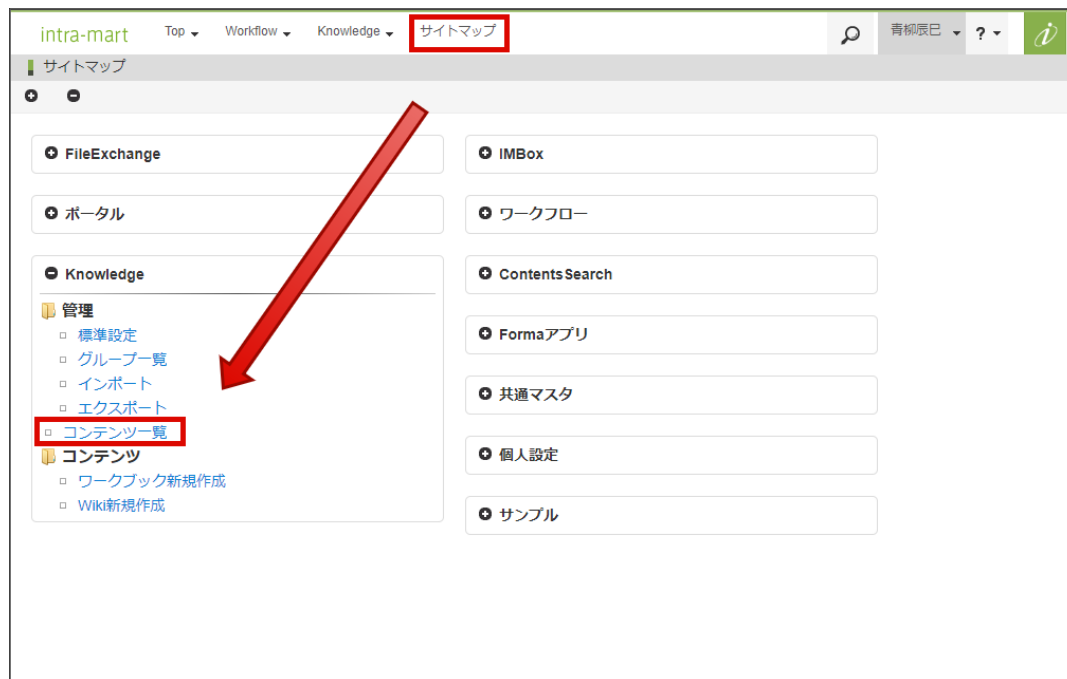 intra-mart Top Workflow Knowledge サイトマップ 青柳辰巳 ?
サイトマップ
FileExchange
ポータル
Knowledge
管理
標準設定
グループ一覧
インポート
エクスポート
コンテンツ一覧
コンテンツ
ワークブック新規作成
Wiki新規作成
IMBox
ワークフロー
ContentsSearch
Formaアプリ
共通マスタ
個人設定
サンプル